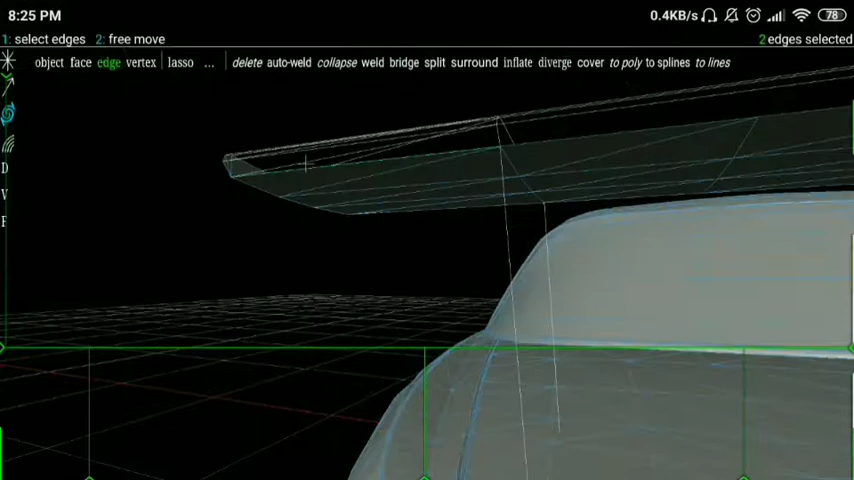 8:25 PM 0.4KB/s 78
1: select edges 2: free move 2 edges selected
object face edge vertex lasso ... delete auto-weld collapse weld bridge split surround inflate diverge cover to poly to splines to lines
D
V
F